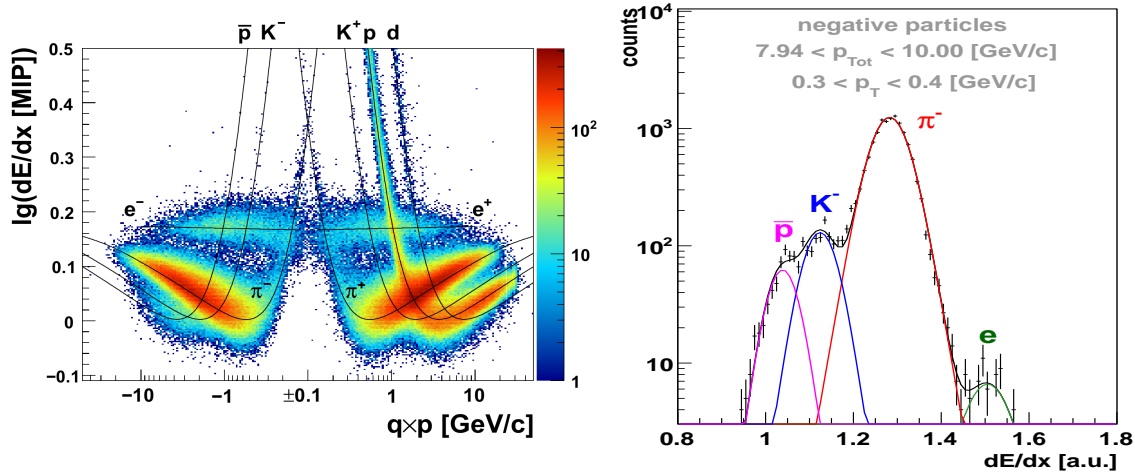 p̅ K⁻ K⁺ p d
lg(dE/dx [MIP]
0.5
0.4
0.3
0.2
0.1
0
-0.1
e⁻
e⁺
π⁻
π⁺
-10 -1 ±0.1 1 10
q×p [GeV/c]
10²
10
1
counts
10⁴
10³
10²
10
negative particles
7.94 < p_Tot < 10.00 [GeV/c]
0.3 < p_T < 0.4 [GeV/c]
π⁻
K⁻
p̅
e
0.8 1 1.2 1.4 1.6 1.8
dE/dx [a.u.]